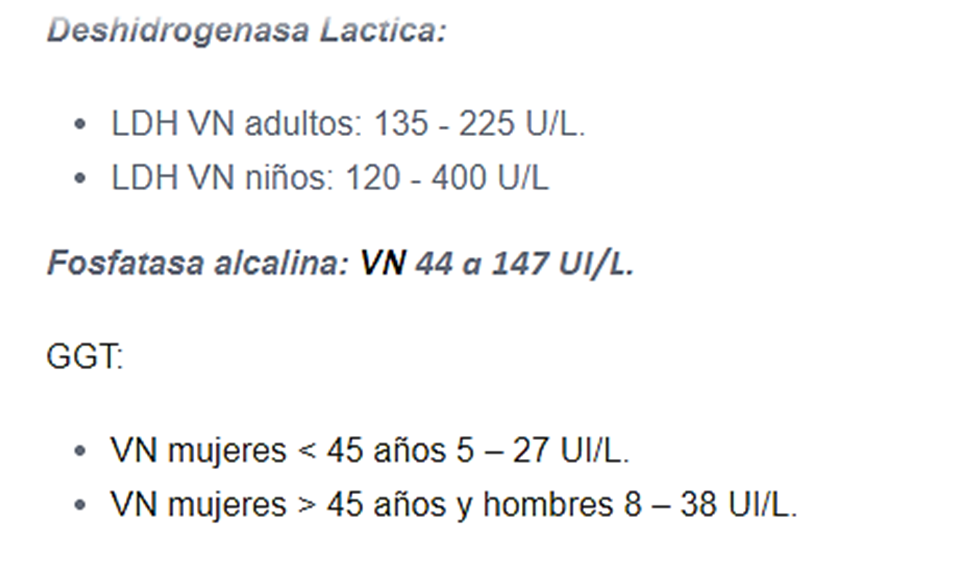 Deshidrogenasa Lactica:
• LDH VN adultos: 135 - 225 U/L.
• LDH VN niños: 120 - 400 U/L
Fosfatasa alcalina: VN 44 a 147 UI/L.
GGT:
• VN mujeres < 45 años 5 – 27 UI/L.
• VN mujeres > 45 años y hombres 8 – 38 UI/L.